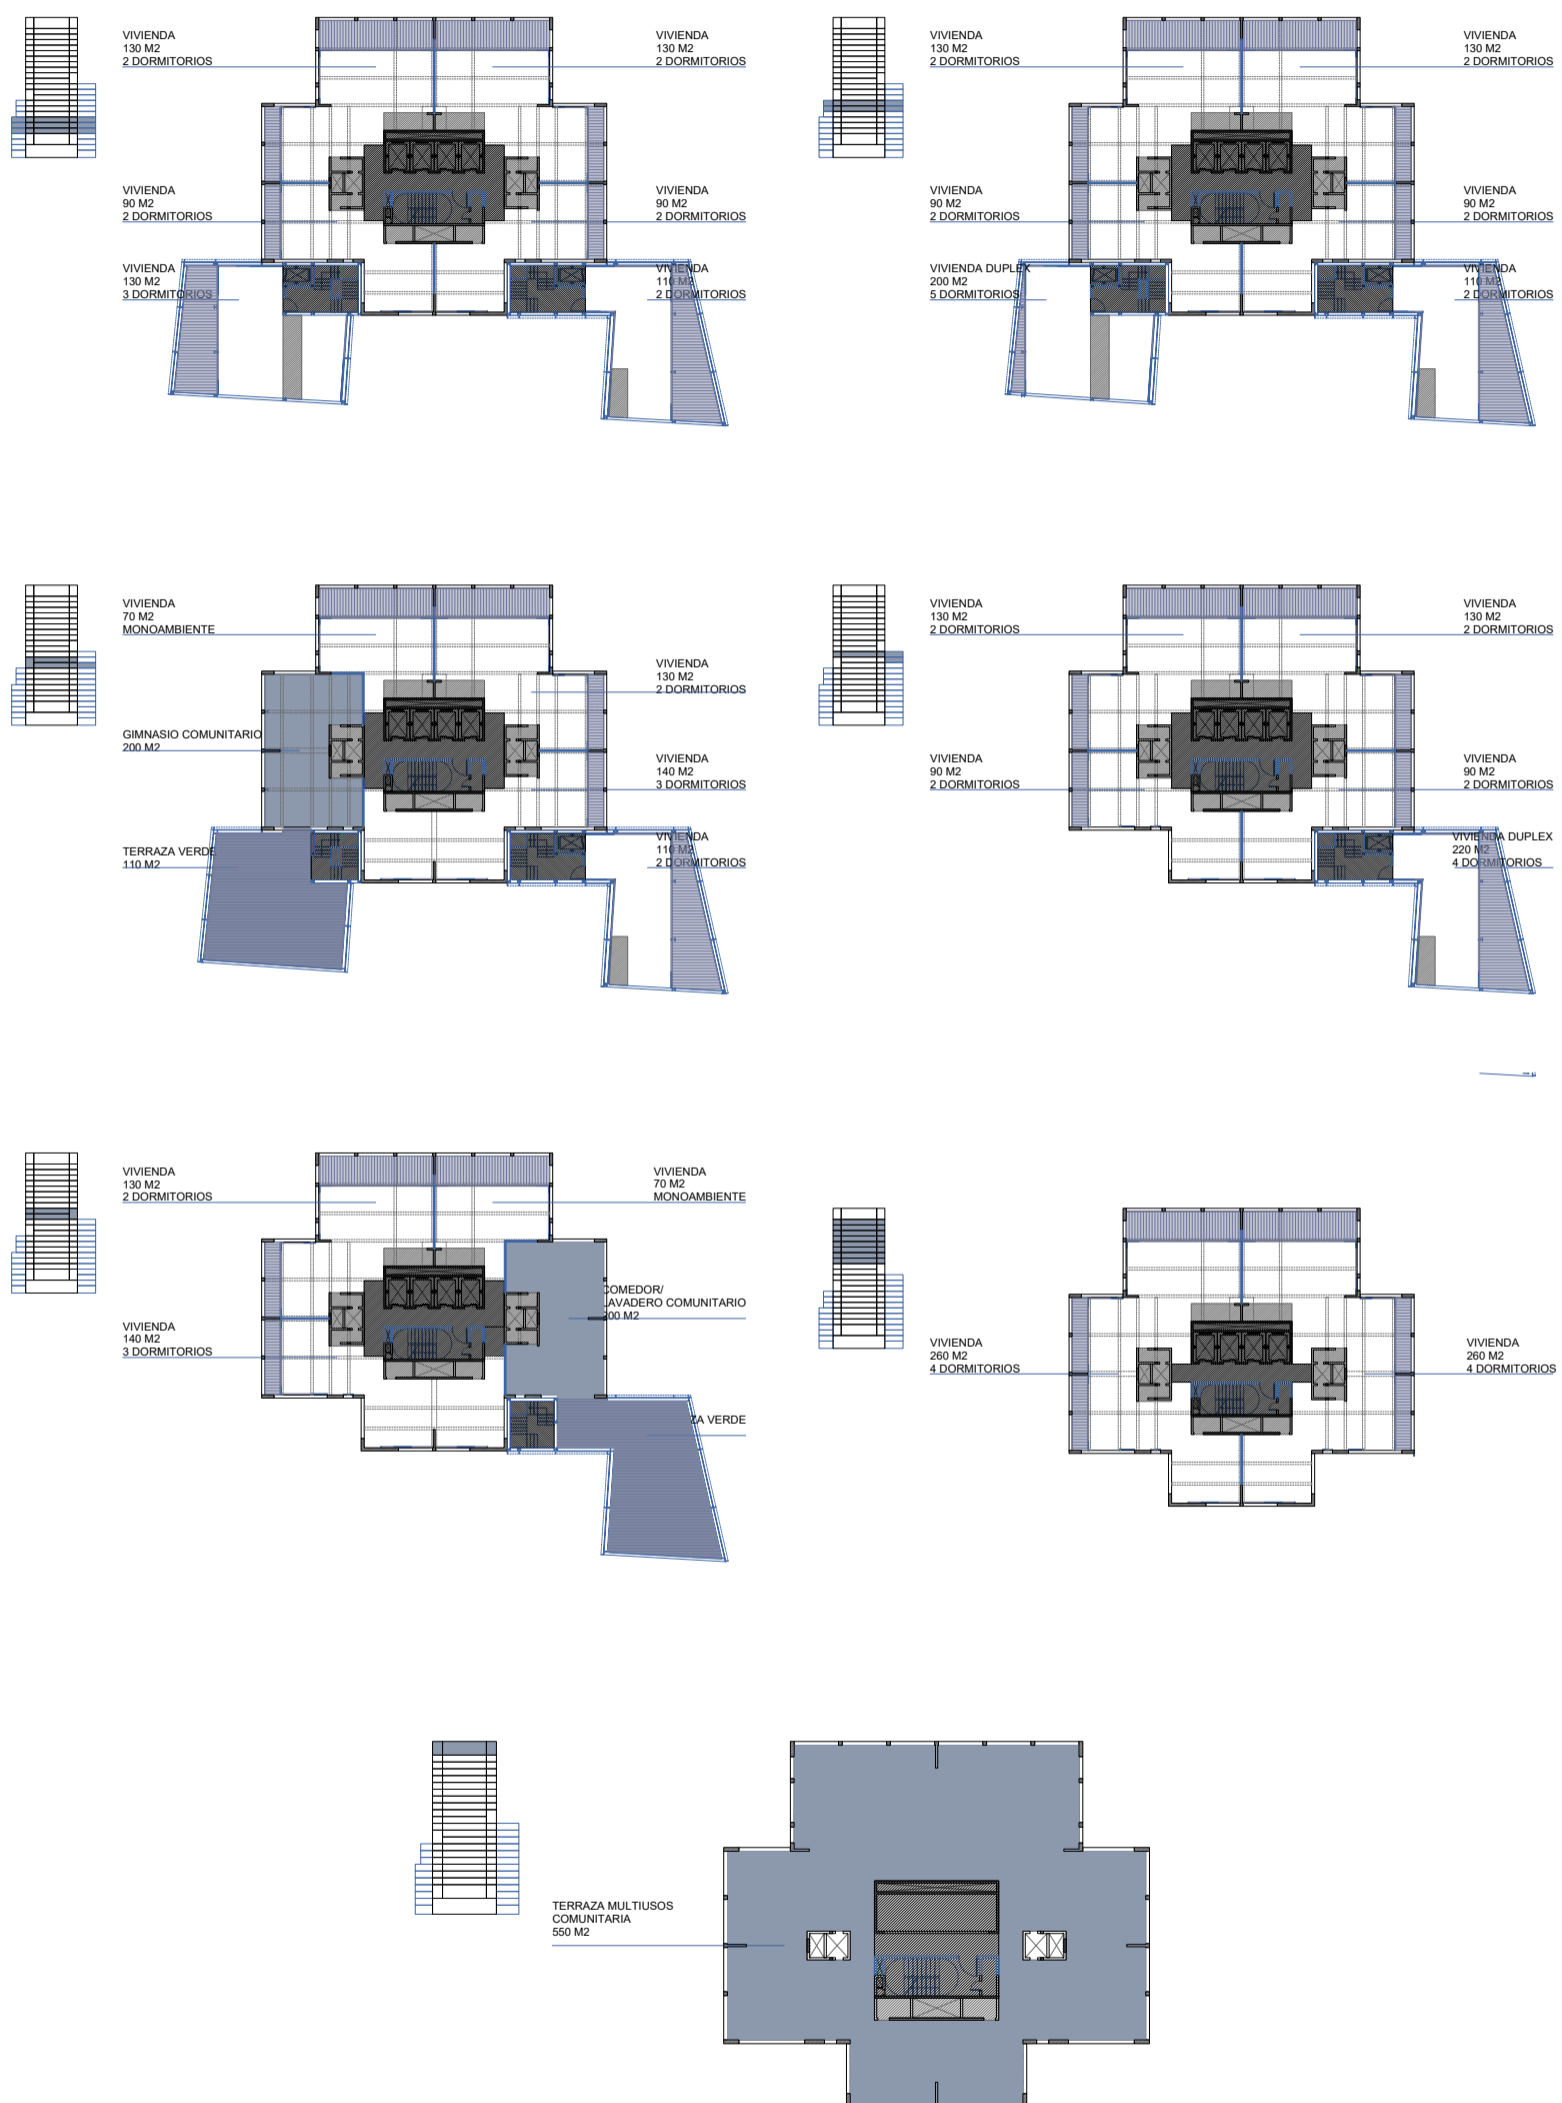 VIVIENDA
130 M2
2 DORMITORIOS
VIVIENDA
130 M2
2 DORMITORIOS
VIVIENDA
90 M2
2 DORMITORIOS
VIVIENDA
90 M2
2 DORMITORIOS
VIVIENDA
130 M2
3 DORMITORIOS
VIVIENDA
110 M2
2 DORMITORIOS
VIVIENDA
130 M2
2 DORMITORIOS
VIVIENDA
130 M2
2 DORMITORIOS
VIVIENDA
90 M2
2 DORMITORIOS
VIVIENDA
90 M2
2 DORMITORIOS
VIVIENDA DUPLEX
200 M2
5 DORMITORIOS
VIVIENDA
110 M2
2 DORMITORIOS
VIVIENDA
70 M2
MONOAMBIENTE
VIVIENDA
130 M2
2 DORMITORIOS
GIMNASIO COMUNITARIO
200 M2
VIVIENDA
140 M2
3 DORMITORIOS
TERRAZA VERDE
110 M2
VIVIENDA
110 M2
2 DORMITORIOS
VIVIENDA
130 M2
2 DORMITORIOS
VIVIENDA
130 M2
2 DORMITORIOS
VIVIENDA
90 M2
2 DORMITORIOS
VIVIENDA
90 M2
2 DORMITORIOS
VIVIENDA DUPLEX
220 M2
4 DORMITORIOS
VIVIENDA
130 M2
2 DORMITORIOS
VIVIENDA
70 M2
MONOAMBIENTE
COMEDOR/
LAVADERO COMUNITARIO
200 M2
VIVIENDA
140 M2
3 DORMITORIOS
VERDE
VIVIENDA
260 M2
4 DORMITORIOS
VIVIENDA
260 M2
4 DORMITORIOS
TERRAZA MULTIUSOS
COMUNITARIA
550 M2